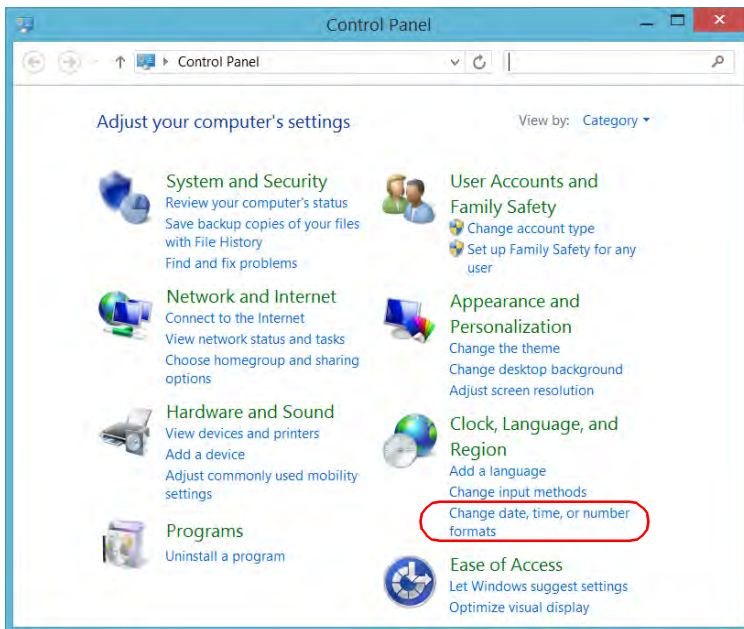 Control Panel
Control Panel
Adjust your computer's settings
View by: Category
System and Security
Review your computer's status
Save backup copies of your files
with File History
Find and fix problems
Network and Internet
Connect to the Internet
View network status and tasks
Choose homegroup and sharing
options
Hardware and Sound
View devices and printers
Add a device
Adjust commonly used mobility
settings
Programs
Uninstall a program
User Accounts and
Family Safety
Change account type
Set up Family Safety for any
user
Appearance and
Personalization
Change the theme
Change desktop background
Adjust screen resolution
Clock, Language, and
Region
Add a language
Change input methods
Change date, time, or number
formats
Ease of Access
Let Windows suggest settings
Optimize visual display